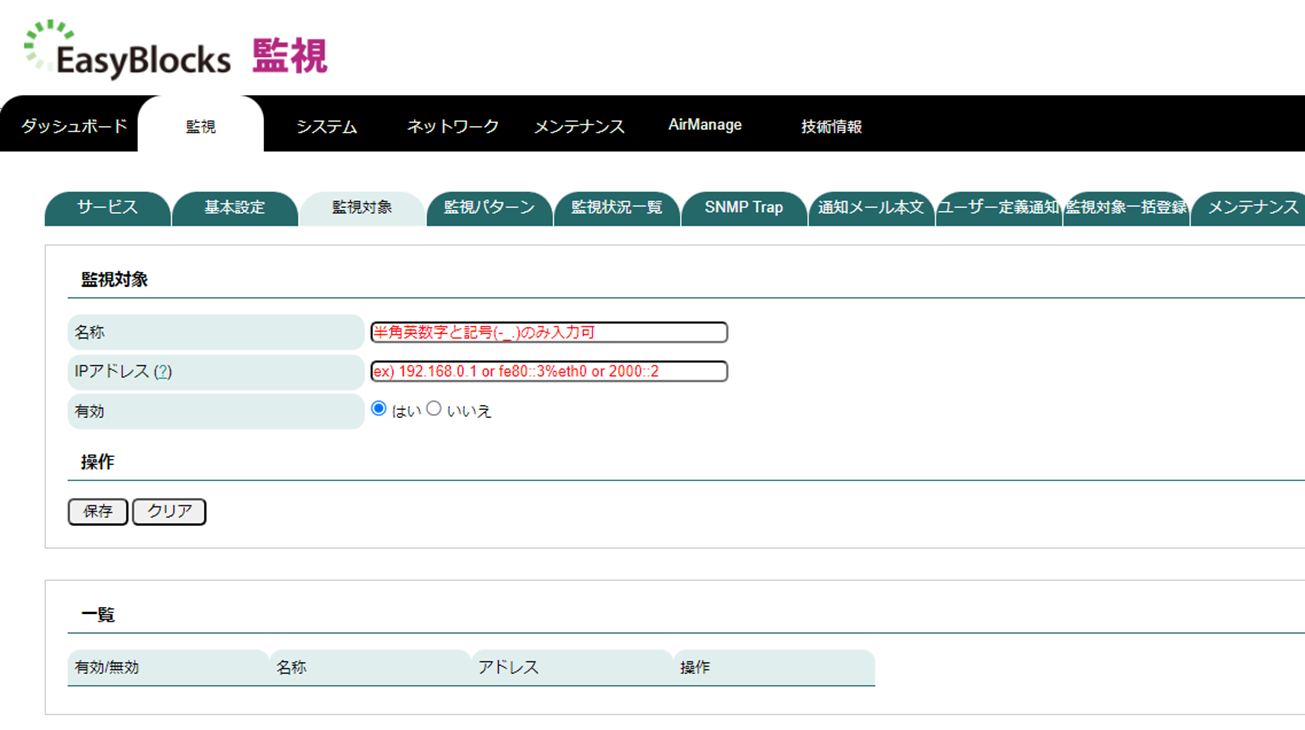 EasyBlocks 監視
ダッシュボード 監視 システム ネットワーク メンテナンス AirManage 技術情報
サービス 基本設定 監視対象 監視パターン 監視状況一覧 SNMP Trap 通知メール本文 ユーザー定義通知 監視対象一括登録 メンテナンス
監視対象
名称 半角英数字と記号(-_.)のみ入力可
IPアドレス (?) ex) 192.168.0.1 or fe80::3%eth0 or 2000::2
有効 はい いいえ
操作
保存 クリア
一覧
有効/無効 名称 アドレス 操作